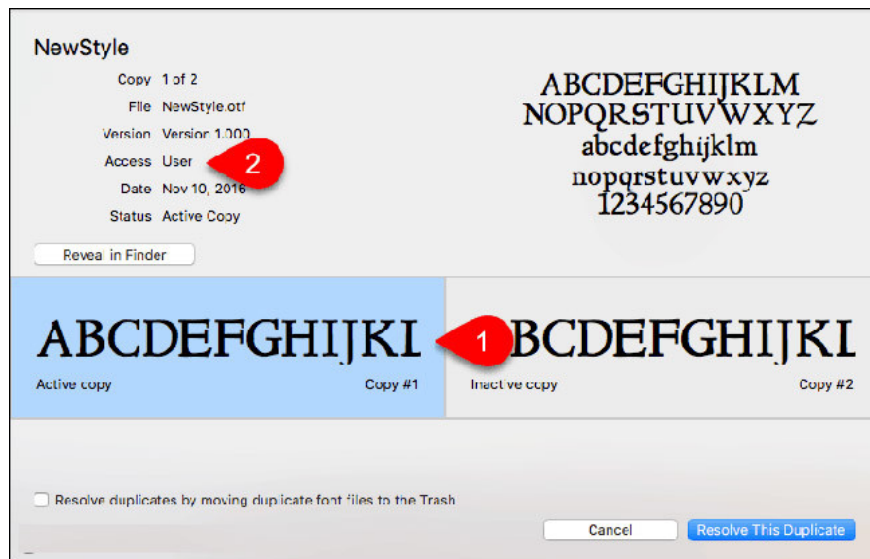 NewStyle
Copy 1 of 2
File NewStyle.otf
Version Version 1.000
Access User
2
Date Nov 10, 2016
Status Active Copy
Reveal in Finder
ABCDEFGHIJKLM
NOPQRSTUVWXYZ
abcdefghijklm
nopqrstuvwxyz
1234567890
ABCDEFGHIJKL
1
Active copy Copy #1
BCDEFGHIJKL
Inactive copy Copy #2
Resolve duplicates by moving duplicate font files to the Trash
Cancel Resolve This Duplicate